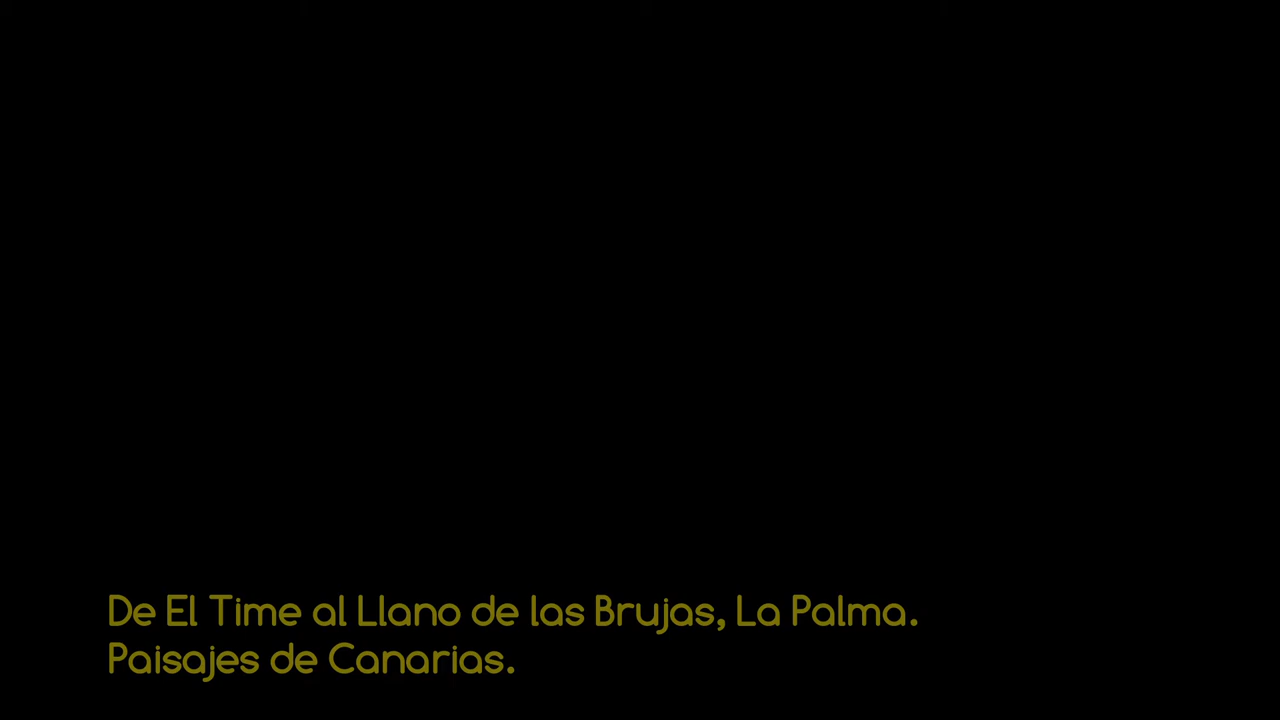 De El Time al Llano de las Brujas, La Palma.
Paisajes de Canarias.